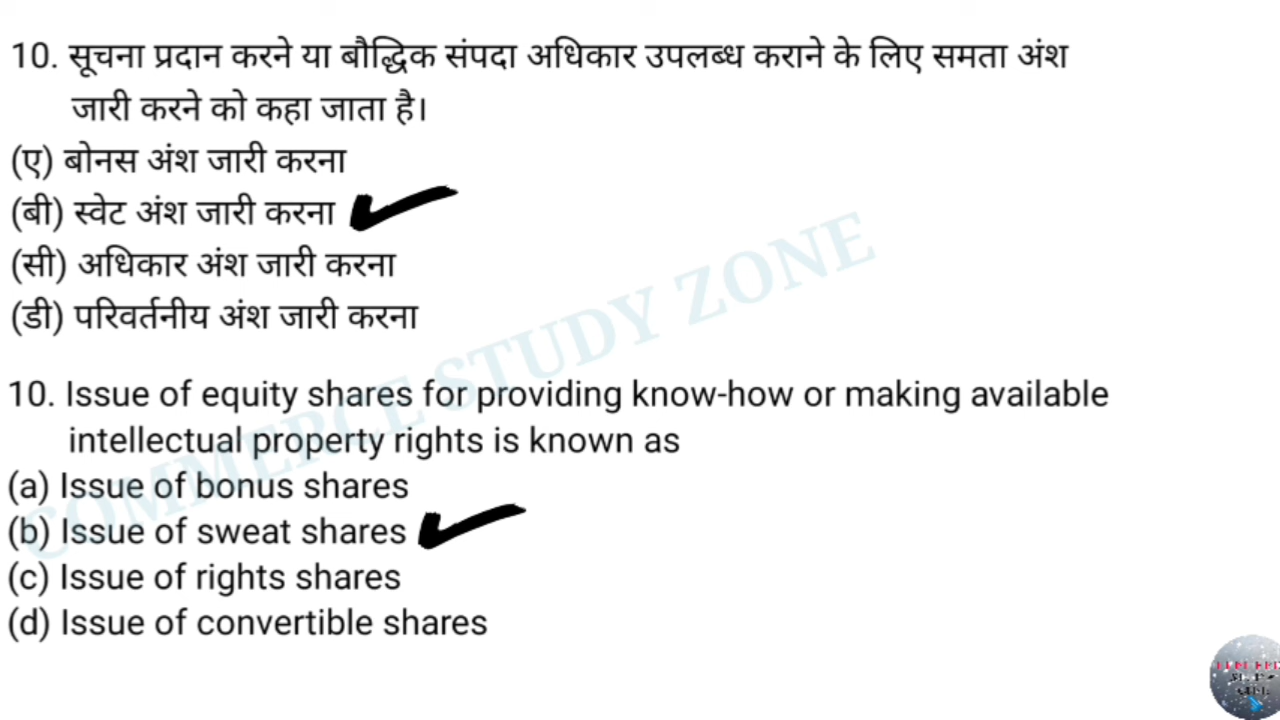 10. सूचना प्रदान करने या बौद्धिक संपदा अधिकार उपलब्ध कराने के लिए समता अंश
जारी करने को कहा जाता है।
(ए) बोनस अंश जारी करना
(बी) स्वेट अंश जारी करना
(सी) अधिकार अंश जारी करना
(डी) परिवर्तनीय अंश जारी करना
COMMERCE STUDY ZONE
10. Issue of equity shares for providing know-how or making available
intellectual property rights is known as
(a) Issue of bonus shares
(b) Issue of sweat shares
(c) Issue of rights shares
(d) Issue of convertible shares